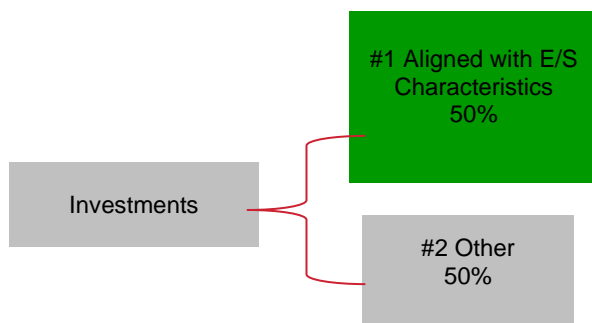 #1 Aligned with E/S
Characteristics
50%
Investments
#2 Other
50%